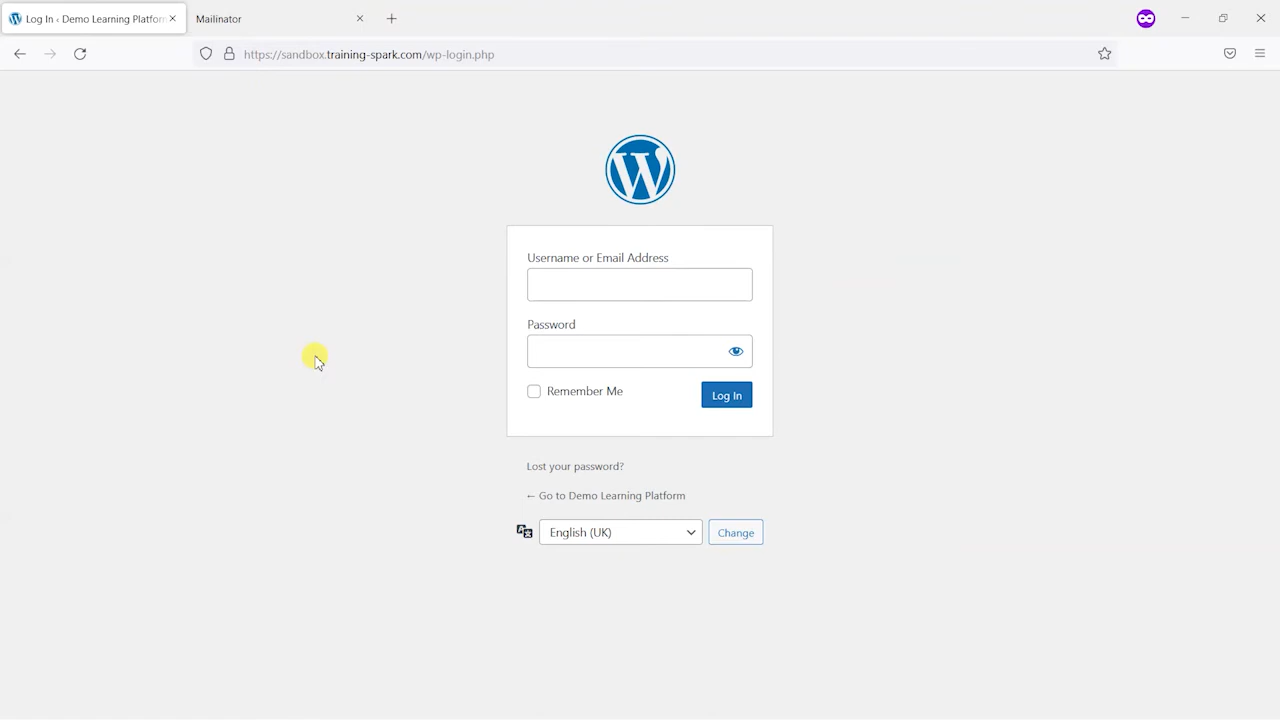 Log In ‹ Demo Learning Platform
Mailinator
https://sandbox.training-spark.com/wp-login.php
Username or Email Address
Password
Remember Me
Log In
Lost your password?
← Go to Demo Learning Platform
English (UK)
Change